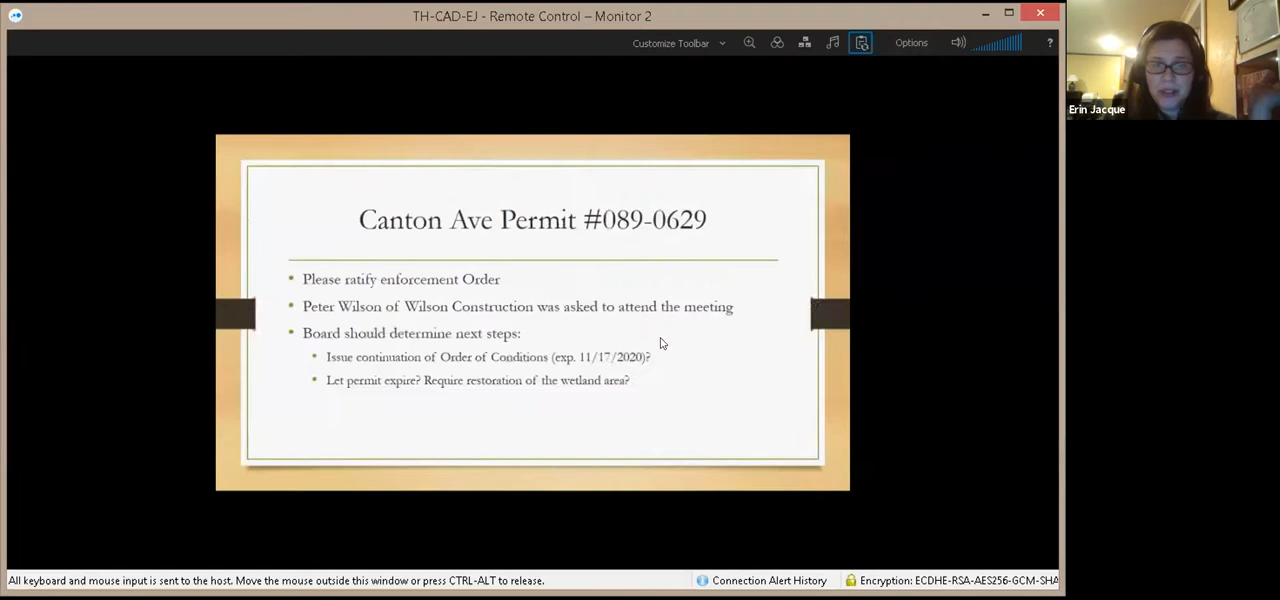 TH-CAD-EJ - Remote Control – Monitor 2
Customize Toolbar
Options
?
Erin Jacque
Canton Ave Permit #089-0629
• Please ratify enforcement Order
• Peter Wilson of Wilson Construction was asked to attend the meeting
• Board should determine next steps:
• Issue continuation of Order of Conditions (exp. 11/17/2020)?
• Let permit expire? Require restoration of the wetland area?
All keyboard and mouse input is sent to the host. Move the mouse outside this window or press CTRL-ALT to release.
Connection Alert History
Encryption: ECDHE-RSA-AES256-GCM-SHA